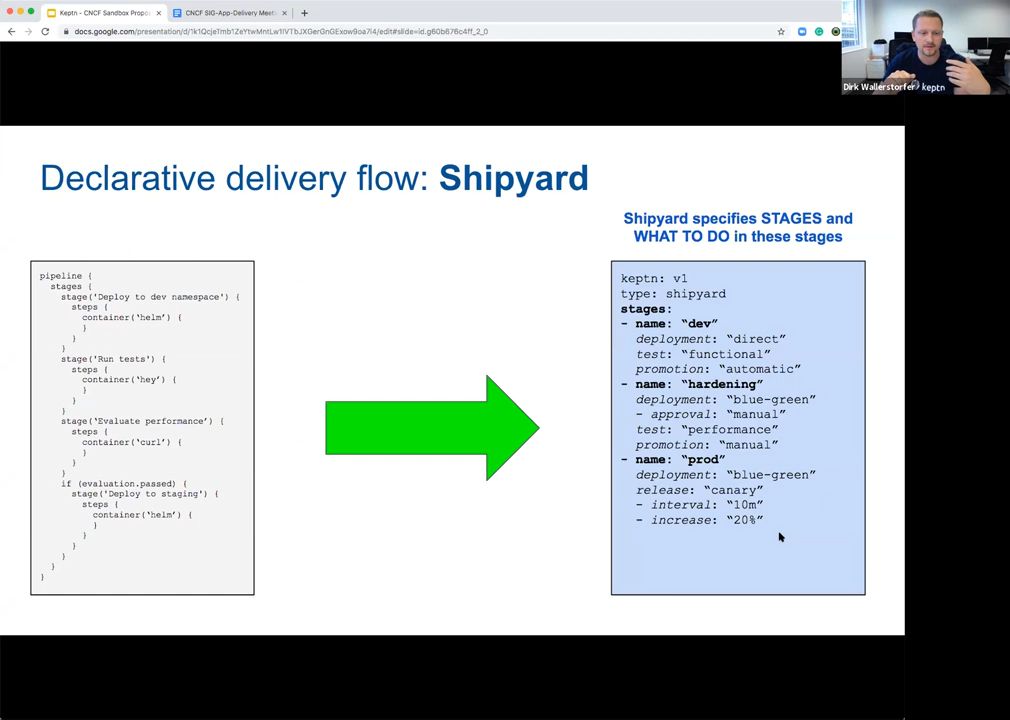 Keptn - CNCF Sandbox Propo
CNCF SIG-App-Delivery Meet
docs.google.com/presentation/d/1k1QcjeTmb1ZeYtwMntLw1lVTbJXGerGnGExow9oa7i4/edit#slide=id.g60b676c4ff_2_0
Dirk Wallerstorfer
keptn
Declarative delivery flow: Shipyard
Shipyard specifies STAGES and
WHAT TO DO in these stages
pipeline {
stages {
stage('Deploy to dev namespace') {
steps {
container(‘helm’) {
}
}
}
stage('Run tests') {
steps {
container(‘hey’) {
}
}
}
stage(‘Evaluate performance’) {
steps {
container(‘curl’) {
}
}
}
if (evaluation.passed) {
stage('Deploy to staging') {
steps {
container(‘helm’) {
}
}
}
}
}
}
keptn: v1
type: shipyard
stages:
- name: “dev”
deployment: “direct”
test: “functional”
promotion: “automatic”
- name: “hardening”
deployment: “blue-green”
- approval: “manual”
test: “performance”
promotion: “manual”
- name: “prod”
deployment: “blue-green”
release: “canary”
- interval: “10m”
- increase: “20%”